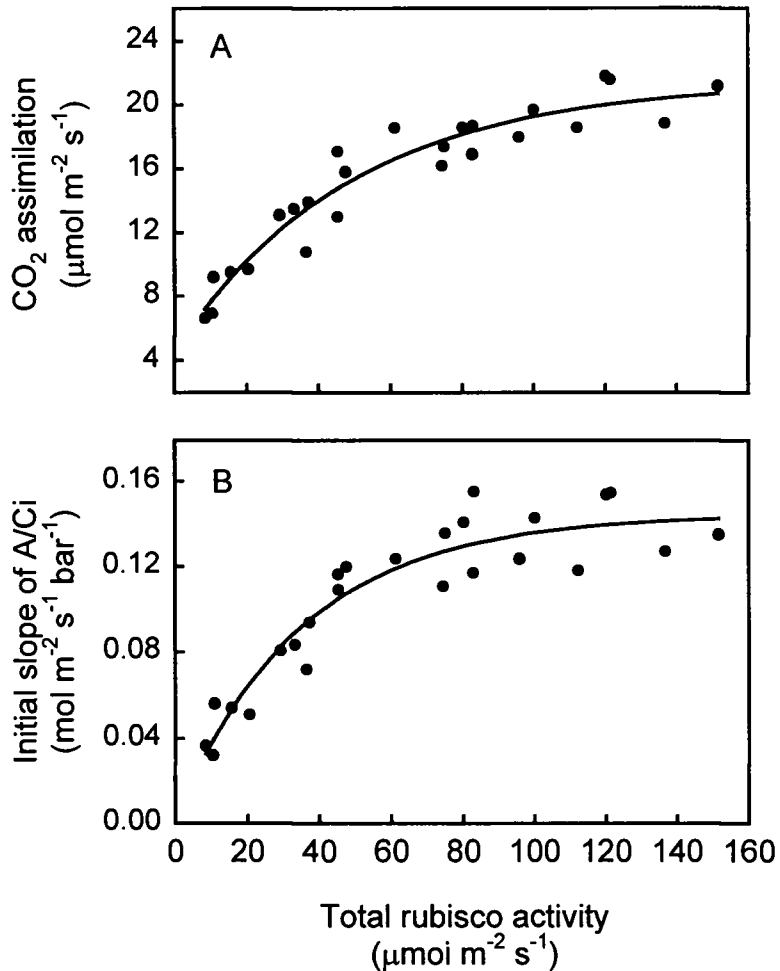 A
24
20
16
12
8
4
CO₂ assimilation
(μmol m⁻² s⁻¹)
B
0.16
0.12
0.08
0.04
0.00
Initial slope of A/Ci
(mol m⁻² s⁻¹ bar⁻¹)
0 20 40 60 80 100 120 140 160
Total rubisco activity
(μmoi m⁻² s⁻¹)